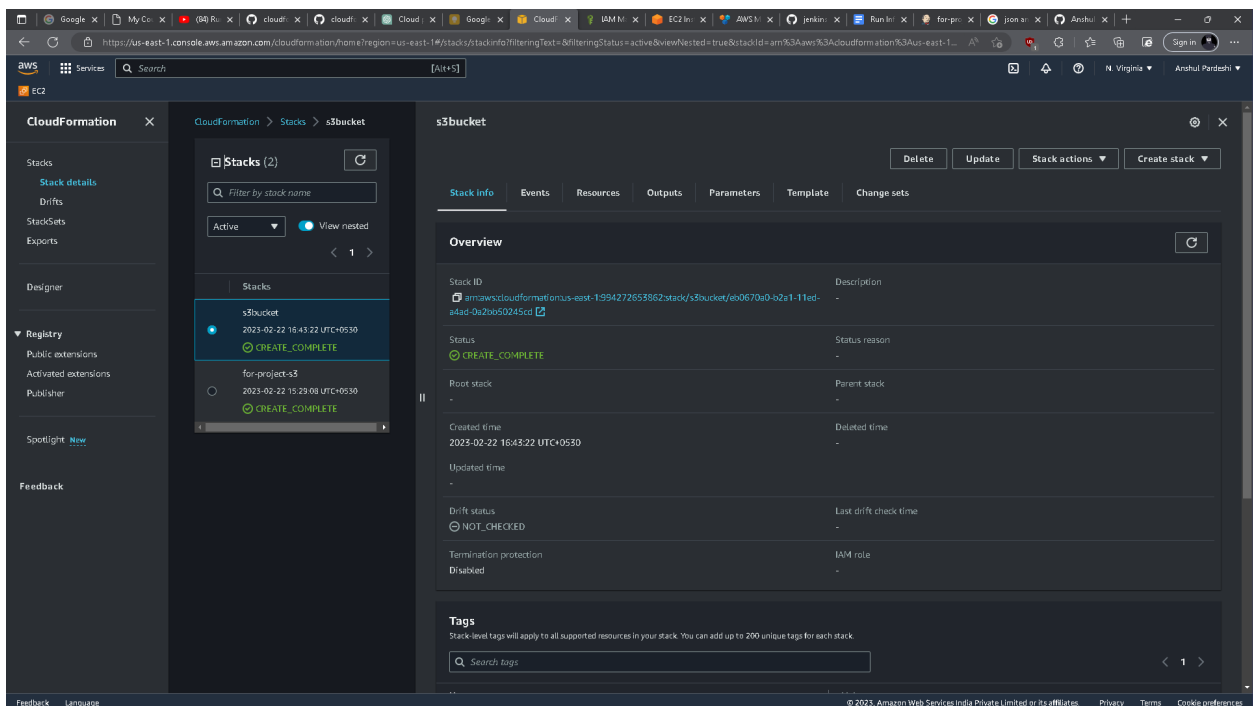 Google
My Co
(84) Ru
cloudfo
cloudf
Cloud
Google
CloudF
IAM M
EC2 Ins
AWS M
jenkins
Run Inf
for-pro
json an
Anshul
https://us-east-1.console.aws.amazon.com/cloudformation/home?region=us-east-1#/stacks/stackinfo?filteringText=&filteringStatus=active&viewNested=true&stackId=arn%3Aaws%3Acloudformation%3Aus-east-1...
Sign in
aws
Services
Search
[Alt+S]
N. Virginia
Anshul Pardeshi
EC2
CloudFormation
Stacks
Stack details
Drifts
StackSets
Exports
Designer
Registry
Public extensions
Activated extensions
Publisher
Spotlight New
Feedback
CloudFormation > Stacks > s3bucket
Stacks (2)
Filter by stack name
Active
View nested
1
Stacks
s3bucket
2023-02-22 16:43:22 UTC+0530
CREATE_COMPLETE
for-project-s3
2023-02-22 15:29:08 UTC+0530
CREATE_COMPLETE
s3bucket
Delete
Update
Stack actions
Create stack
Stack info
Events
Resources
Outputs
Parameters
Template
Change sets
Overview
Stack ID
arn:aws:cloudformation:us-east-1:994272653862:stack/s3bucket/eb0670a0-b2a1-11ed-
a4ad-0a2bb50245cd
Description
-
Status
CREATE_COMPLETE
Status reason
-
Root stack
-
Parent stack
-
Created time
2023-02-22 16:43:22 UTC+0530
Deleted time
-
Updated time
-
Drift status
NOT_CHECKED
Last drift check time
-
Termination protection
Disabled
IAM role
-
Tags
Stack-level tags will apply to all supported resources in your stack. You can add up to 200 unique tags for each stack.
Search tags
1
Feedback
Language
© 2023, Amazon Web Services India Private Limited or its affiliates.
Privacy
Terms
Cookie preferences